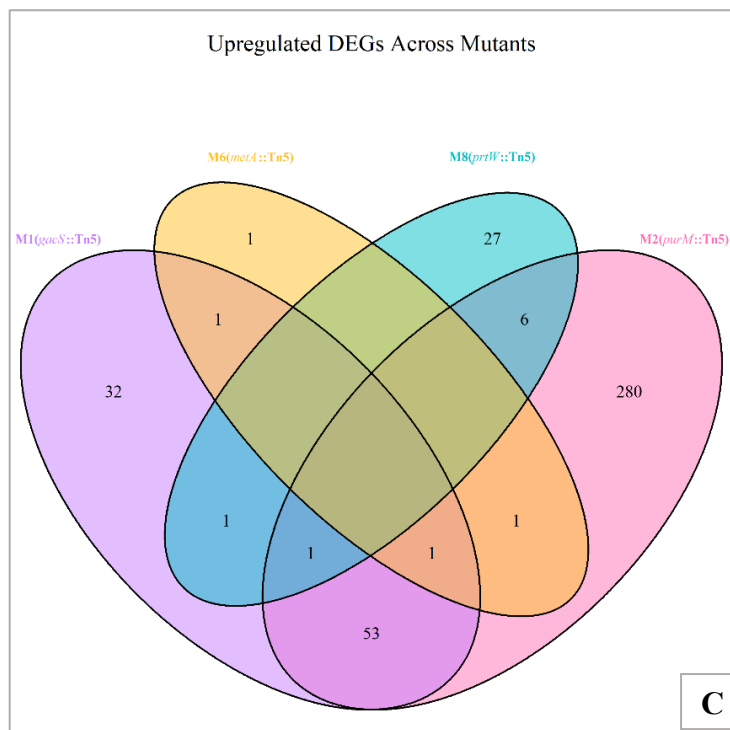 Upregulated DEGs Across Mutants
M6(metA::Tn5)
M8(prtW::Tn5)
M1(gacS::Tn5)
M2(purM::Tn5)
1
27
1
6
32
280
1
1
1
1
53
C